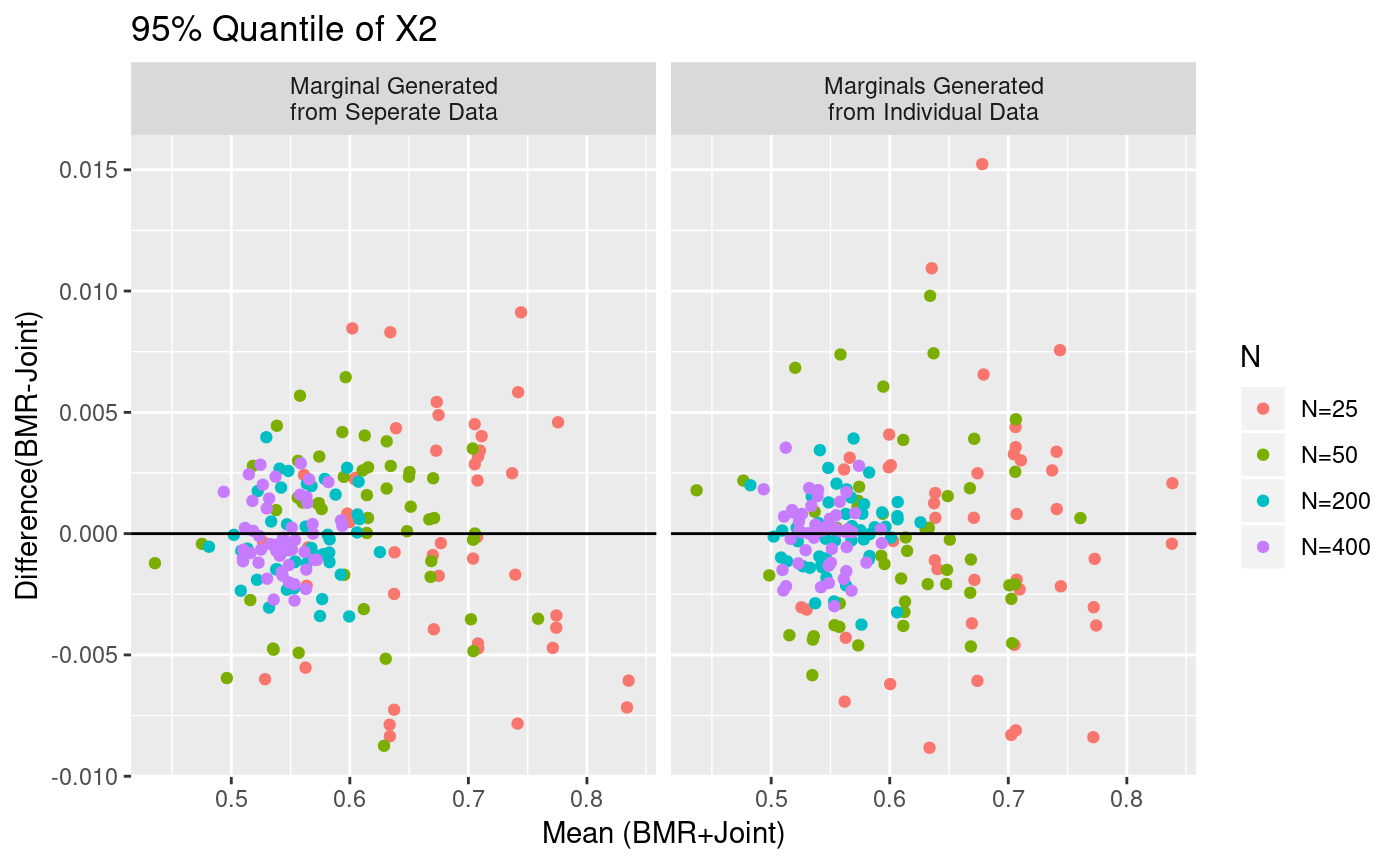 95% Quantile of X2
Marginal Generated
from Seperate Data
Marginals Generated
from Individual Data
0.015
0.010
0.005
0.000
-0.005
-0.010
Difference(BMR-Joint)
0.5
0.6
0.7
0.8
0.5
0.6
0.7
0.8
Mean (BMR+Joint)
N
N=25
N=50
N=200
N=400